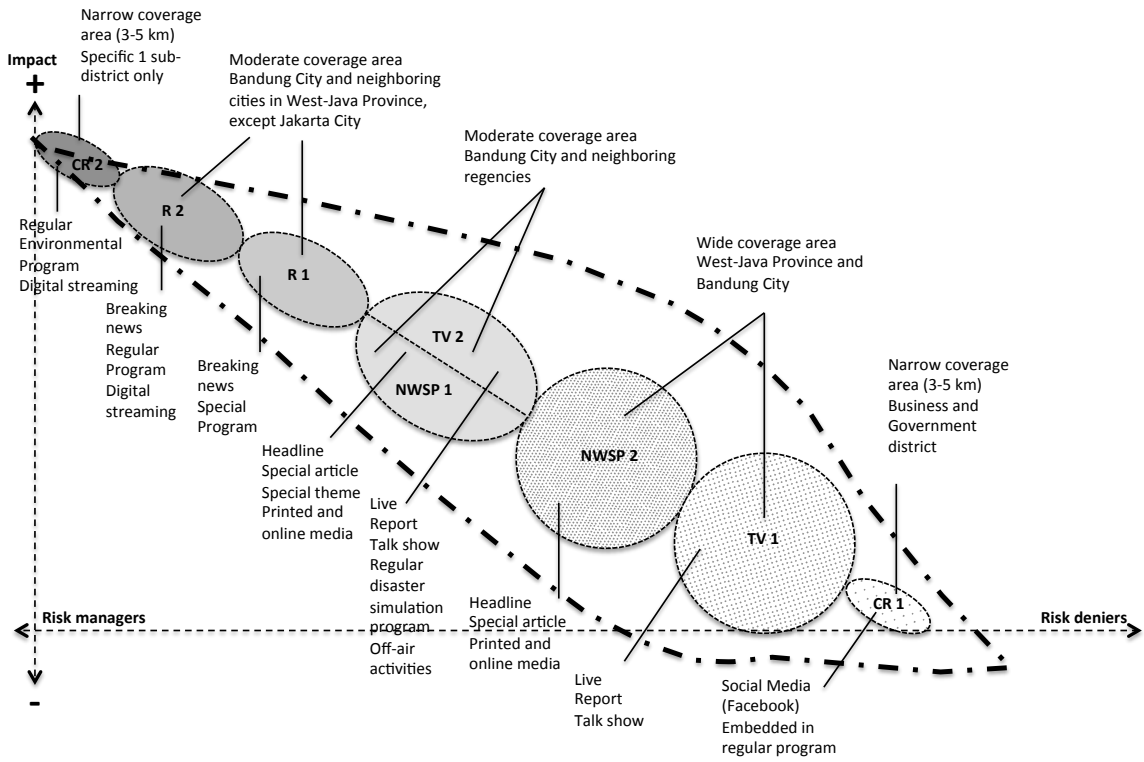 Narrow coverage
area (3-5 km)
Specific 1 sub-
district only
Impact
+
Moderate coverage area
Bandung City and neighboring
cities in West-Java Province,
except Jakarta City
Moderate coverage area
Bandung City and neighboring
regencies
CR 2
R 2
Regular
Environmental
Program
Digital streaming
Wide coverage area
West-Java Province and
Bandung City
R 1
Breaking
news
Regular
Program
Digital
streaming
TV 2
NWSP 1
Breaking
news
Special
Program
Narrow coverage
area (3-5 km)
Business and
Government
district
Headline
Special article
Special theme
Printed and
online media
NWSP 2
Live
Report
Talk show
Regular
disaster
simulation
program
Off-air
activities
TV 1
Headline
Special article
Printed and
online media
CR 1
Risk managers
Risk deniers
Live
Report
Talk show
Social Media
(Facebook)
Embedded in
regular program
-